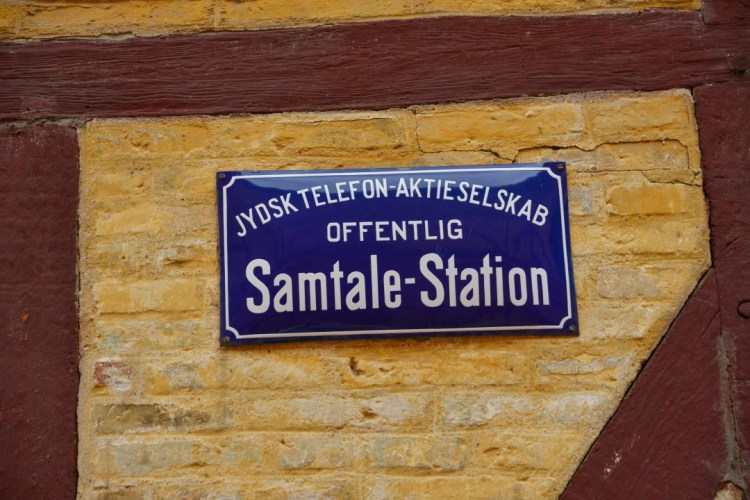 JYDSK TELEFON-AKTIESELSKAB
OFFENTLIG
Samtale-Station